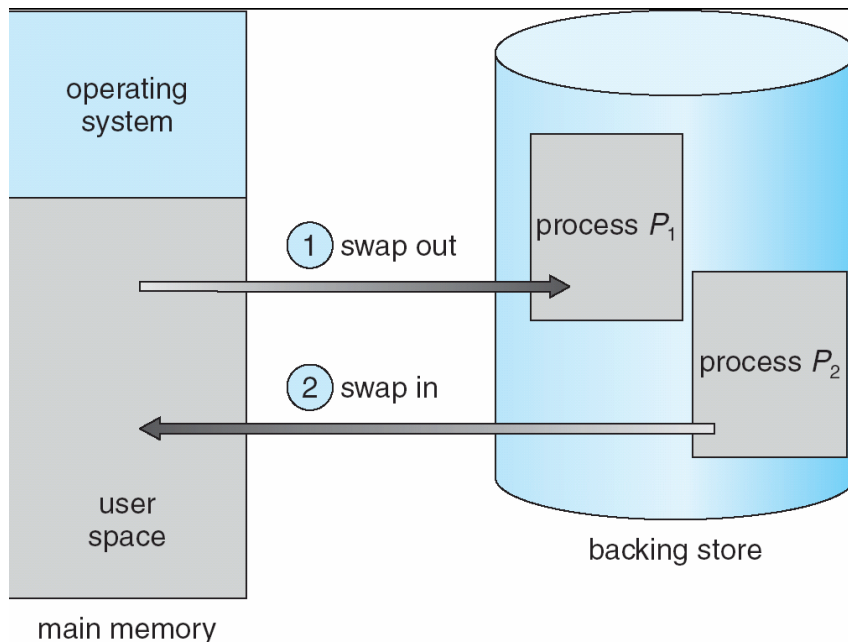 operating
system
1 swap out
process P₁
2 swap in
process P₂
user
space
backing store
main memory